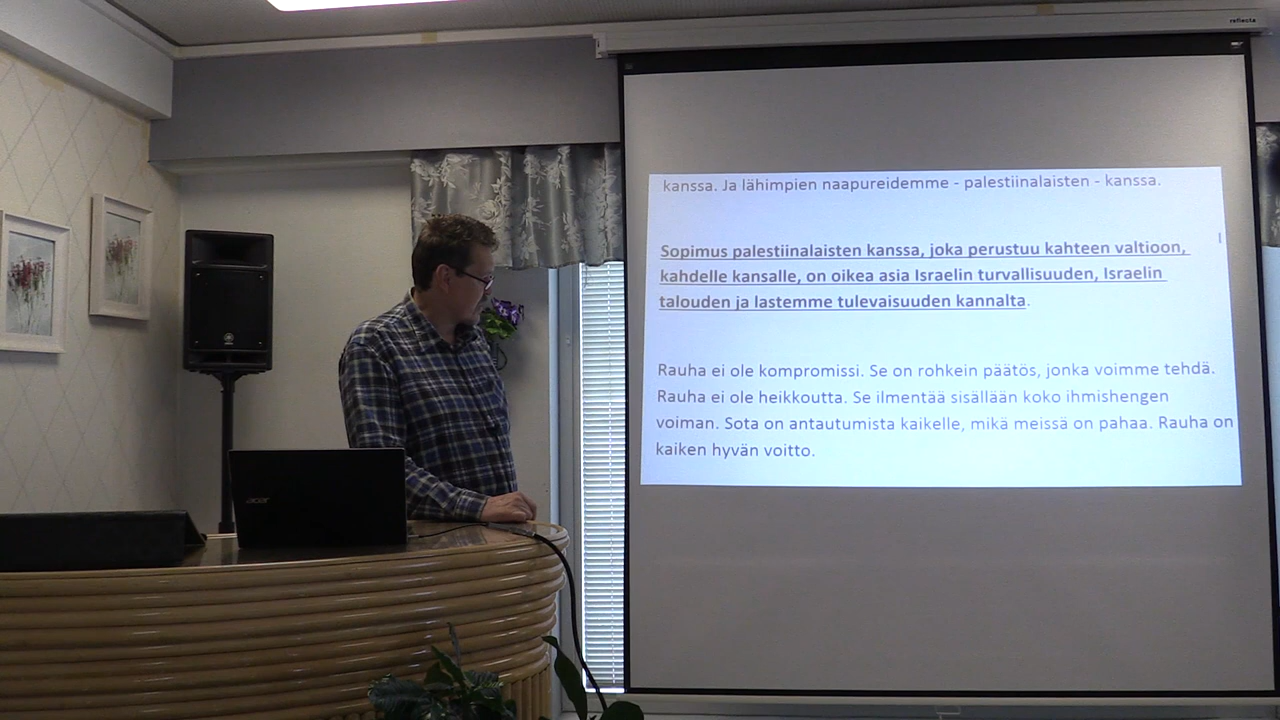 reflecta
kanssa. Ja lähimpien naapureidemme - palestiinalaisten - kanssa.
Sopimus palestiinalaisten kanssa, joka perustuu kahteen valtioon,
kahdelle kansalle, on oikea asia Israelin turvallisuuden, Israelin
talouden ja lastemme tulevaisuuden kannalta.
Rauha ei ole kompromissi. Se on rohkein päätös, jonka voimme tehdä.
Rauha ei ole heikkoutta. Se ilmentää sisällään koko ihmishengen
voiman. Sota on antautumista kaikelle, mikä meissä on pahaa. Rauha on
kaiken hyvän voitto.
acer